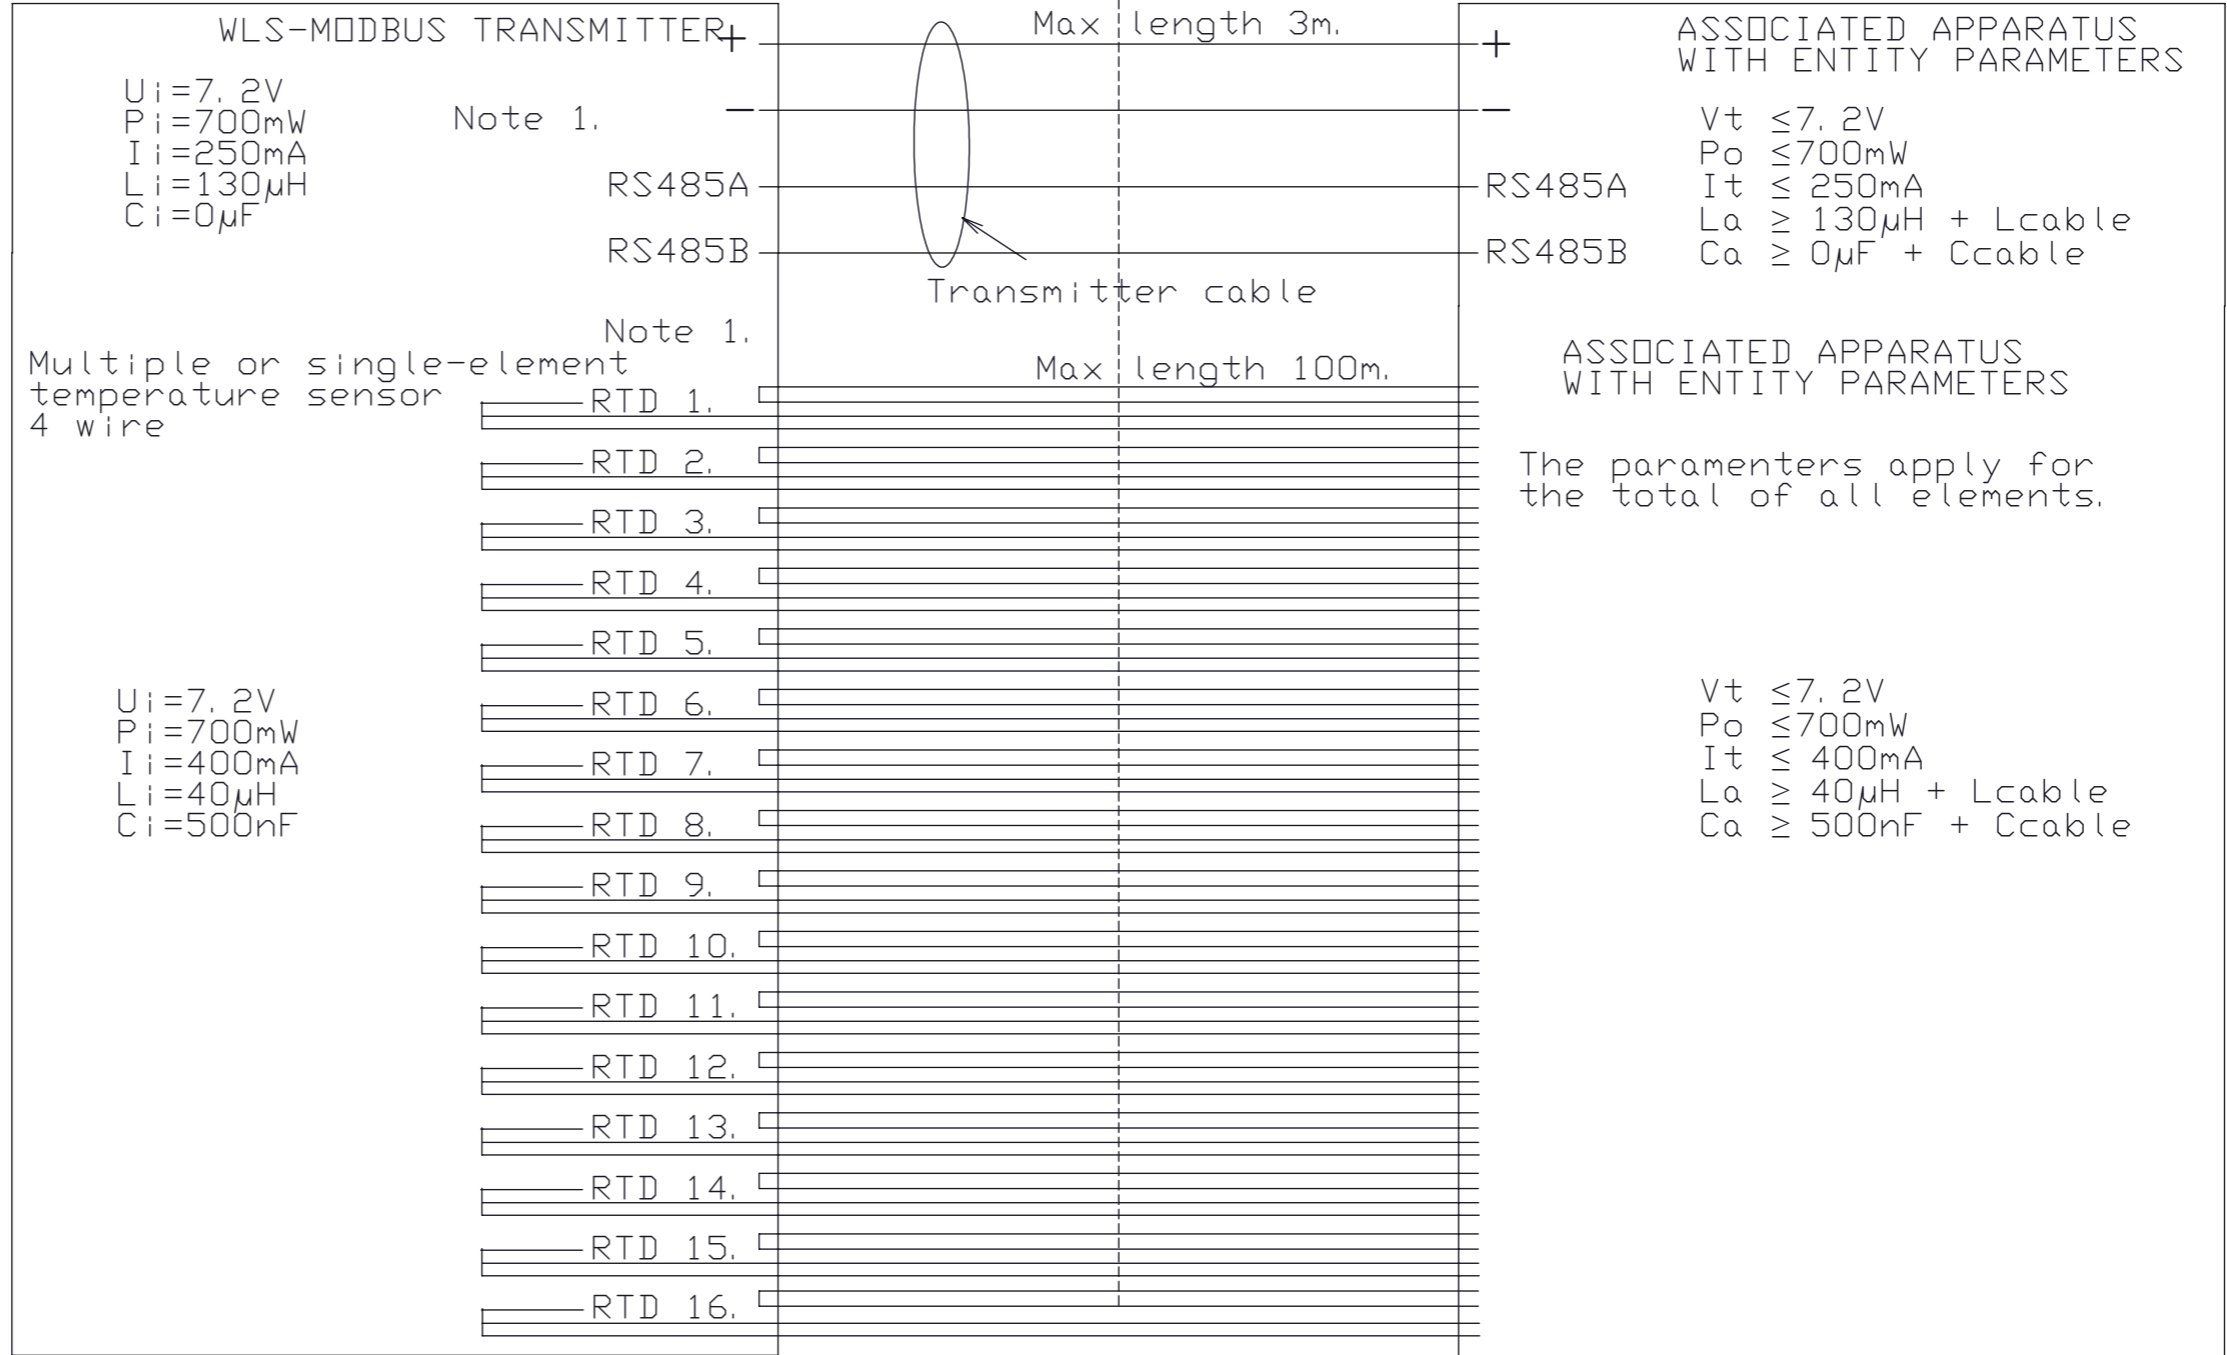 WLS-MODBUS TRANSMITTER
Ui=7.2V
Pi=700mW
Ii=250mA
Li=130µH
Ci=0µF
Note 1.
+
−
RS485A
RS485B
Max length 3m.
Transmitter cable
+
−
RS485A
RS485B
ASSOCIATED APPARATUS
WITH ENTITY PARAMETERS
Vt ≤7.2V
Po ≤700mW
It ≤ 250mA
La ≥ 130µH + Lcable
Ca ≥ 0µF + Ccable
Note 1.
Multiple or single-element
temperature sensor
4 wire
Max length 100m.
ASSOCIATED APPARATUS
WITH ENTITY PARAMETERS
The paramenters apply for
the total of all elements.
RTD 1.
RTD 2.
RTD 3.
RTD 4.
RTD 5.
RTD 6.
RTD 7.
RTD 8.
RTD 9.
RTD 10.
RTD 11.
RTD 12.
RTD 13.
RTD 14.
RTD 15.
RTD 16.
Ui=7.2V
Pi=700mW
Ii=400mA
Li=40µH
Ci=500nF
Vt ≤7.2V
Po ≤700mW
It ≤ 400mA
La ≥ 40µH + Lcable
Ca ≥ 500nF + Ccable